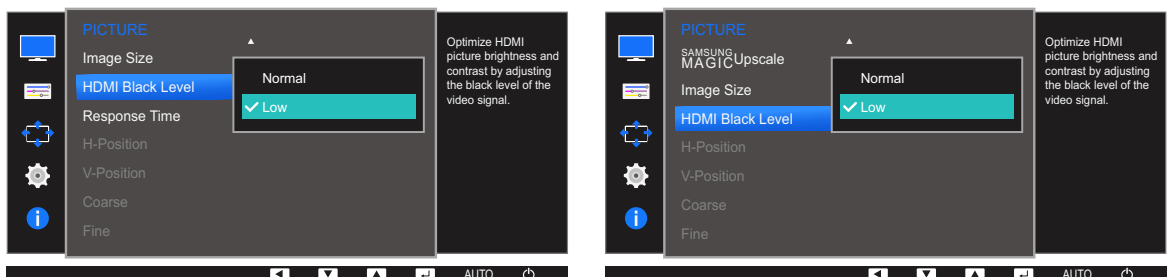 PICTURE
Image Size
HDMI Black Level
Response Time
H-Position
V-Position
Coarse
Fine
Normal
Low
Optimize HDMI
picture brightness and
contrast by adjusting
the black level of the
video signal.
AUTO
PICTURE
SAMSUNG
MAGICUpscale
Image Size
HDMI Black Level
H-Position
V-Position
Coarse
Fine
Normal
Low
Optimize HDMI
picture brightness and
contrast by adjusting
the black level of the
video signal.
AUTO